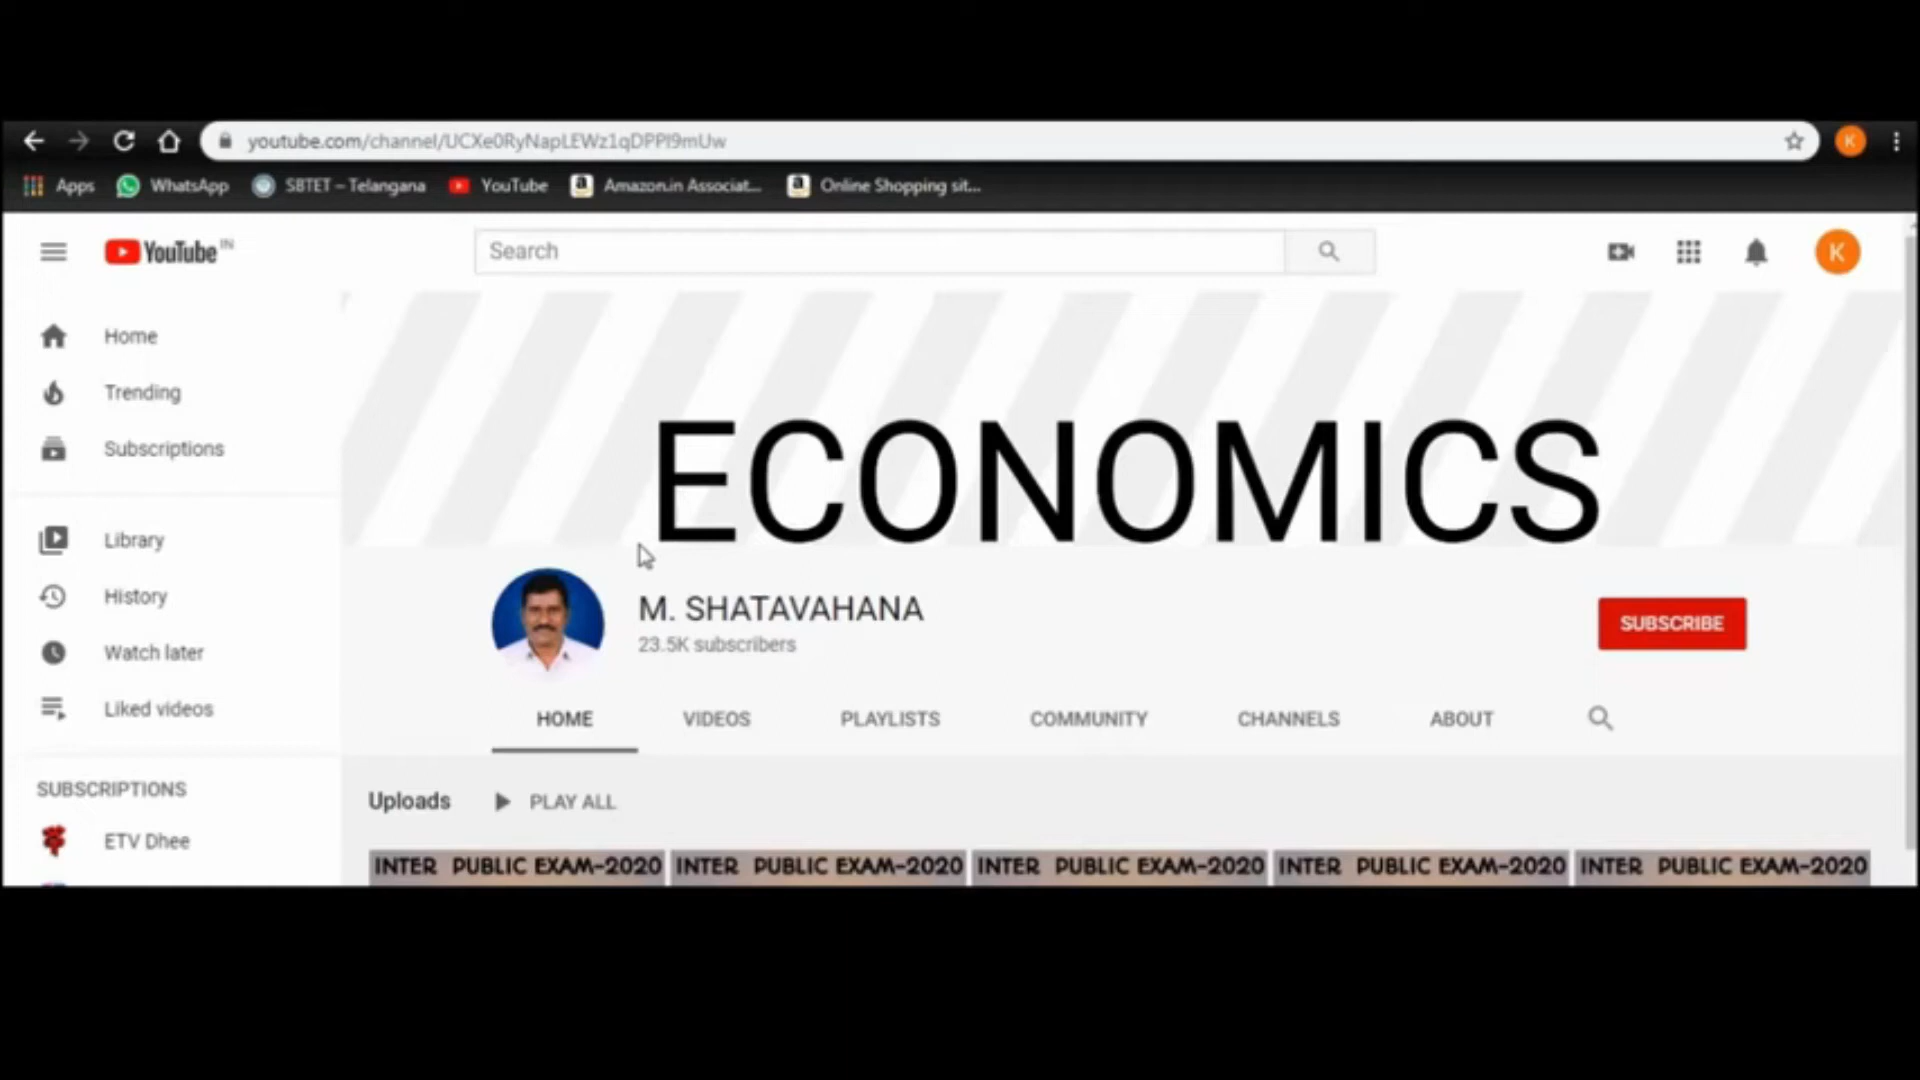 youtube.com/channel/UCXe0RyNapLEWz1qDPPI9mUw
K
Apps WhatsApp SBTET – Telangana YouTube Amazon.in Associat... Online Shopping sit...
YouTube IN
Search
K
Home
Trending
Subscriptions
ECONOMICS
Library
History
Watch later
Liked videos
M. SHATAVAHANA
23.5K subscribers
SUBSCRIBE
HOME VIDEOS PLAYLISTS COMMUNITY CHANNELS ABOUT
SUBSCRIPTIONS
ETV Dhee
Uploads PLAY ALL
INTER PUBLIC EXAM-2020 INTER PUBLIC EXAM-2020 INTER PUBLIC EXAM-2020 INTER PUBLIC EXAM-2020 INTER PUBLIC EXAM-2020